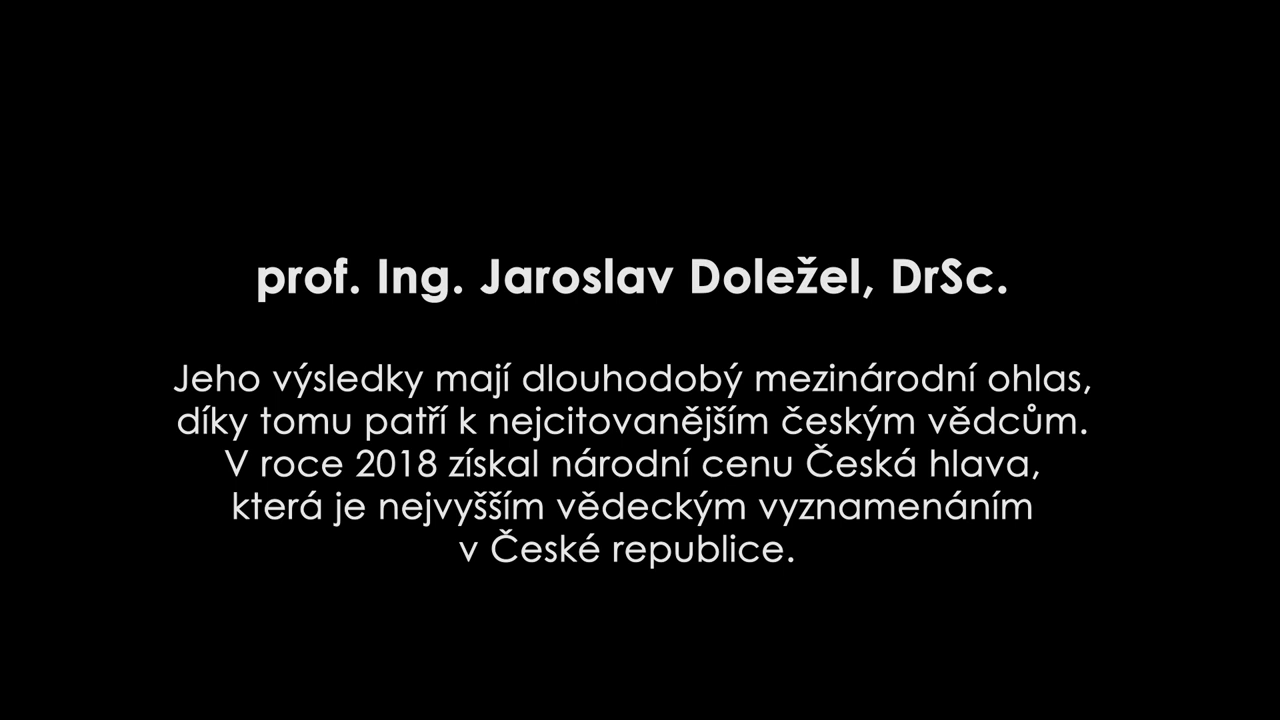 prof. Ing. Jaroslav Doležel, DrSc.
Jeho výsledky mají dlouhodobý mezinárodní ohlas,
díky tomu patří k nejcitovanějším českým vědcům.
V roce 2018 získal národní cenu Česká hlava,
která je nejvyšším vědeckým vyznamenáním
v České republice.